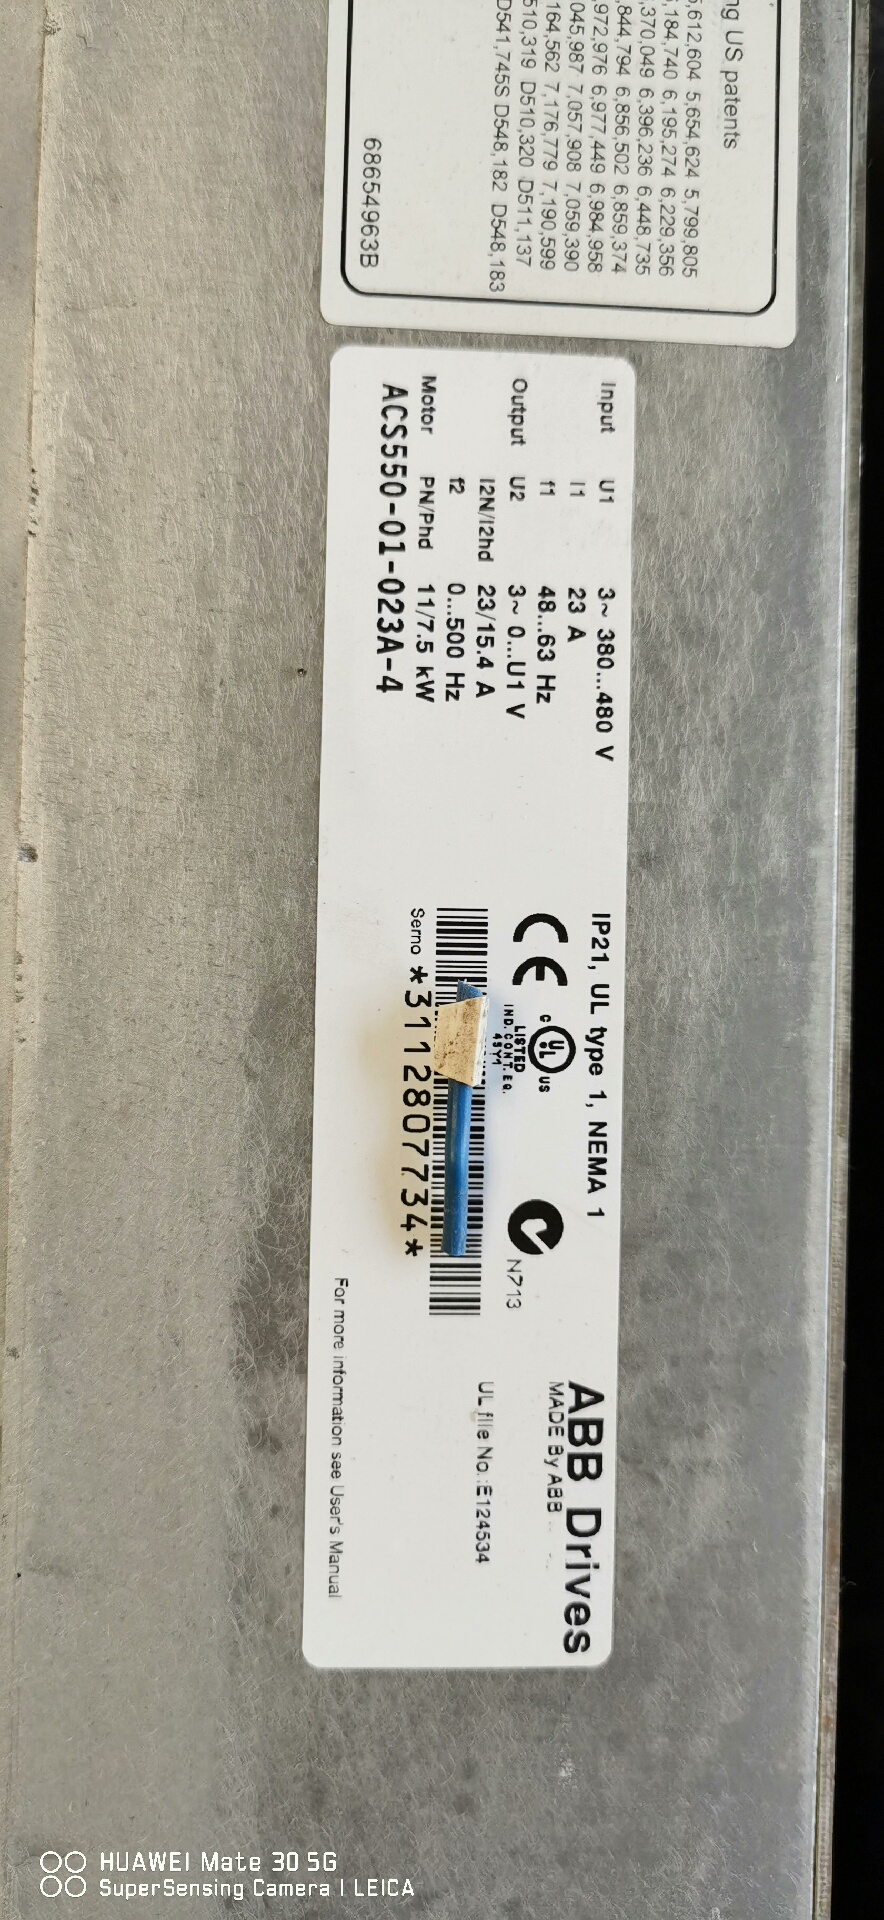 ng US patents
5,612,604 5,654,624 5,799,805
,184,740 6,195,274 6,229,356
,370,049 6,396,236 6,448,735
,844,794 6,856,502 6,859,374
,972,976 6,977,449 6,984,958
045,987 7,057,908 7,059,390
164,562 7,176,779 7,190,599
510,319 D510,320 D511,137
D541,745S D548,182 D548,183
68654963B
Input U1 3~ 380...480 V
I1 23 A
f1 48...63 Hz
Output U2 3~ 0...U1 V
I2N/I2hd 23/15.4 A
f2 0...500 Hz
Motor PN/Phd 11/7.5 kW
ACS550-01-023A-4
IP21, UL type 1, NEMA 1
CE
C UL US
LISTED
IND.CONT.EQ.
45Y1
N713
Serno *3112807734*
ABB Drives
MADE By ABB
UL file No.:E124534
For more information see User's Manual
HUAWEI Mate 30 5G
SuperSensing Camera | LEICA